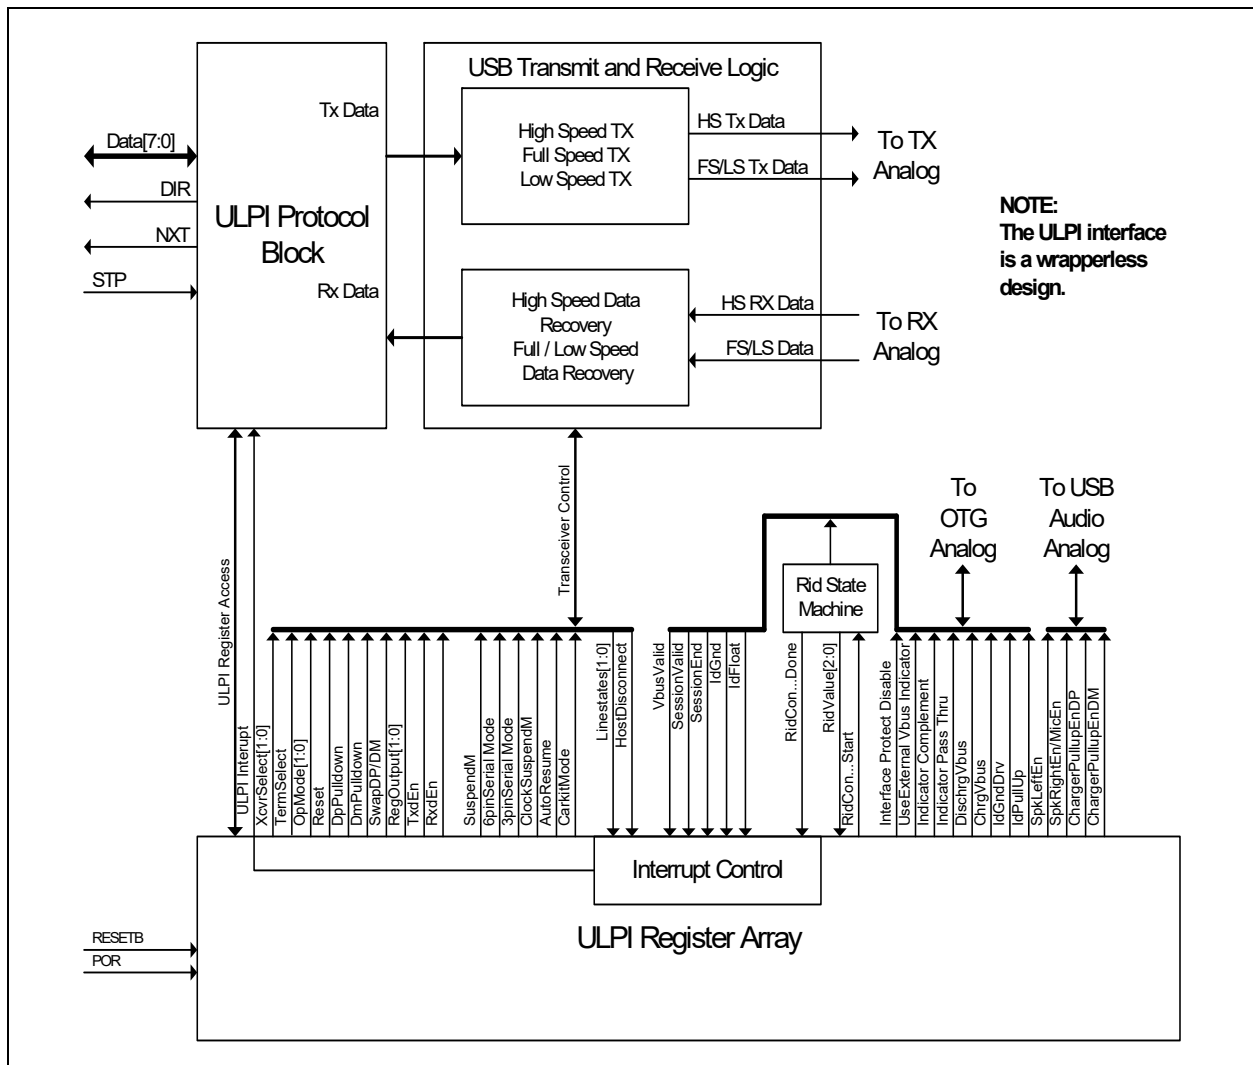 USB Transmit and Receive Logic
Tx Data
High Speed TX
Full Speed TX
Low Speed TX
HS Tx Data
FS/LS Tx Data
To TX
Analog
Data[7:0]
DIR
NXT
STP
ULPI Protocol
Block
Rx Data
High Speed Data
Recovery
Full / Low Speed
Data Recovery
HS RX Data
FS/LS Data
To RX
Analog
NOTE:
The ULPI interface
is a wrapperless
design.
ULPI Register Access
Transceiver Control
To
OTG
Analog
To USB
Audio
Analog
Rid State
Machine
ULPI Interupt
XcvrSelect[1:0]
TermSelect
OpMode[1:0]
Reset
DpPulldown
DmPulldown
SwapDP/DM
RegOutput[1:0]
TxdEn
RxdEn
SuspendM
6pinSerial Mode
3pinSerial Mode
ClockSuspendM
AutoResume
CarkitMode
Linestates[1:0]
HostDisconnect
VbusValid
SessionValid
SessionEnd
IdGnd
IdFloat
RidCon...Done
RidValue[2:0]
RidCon...Start
Interface Protect Disable
UseExternal Vbus Indicator
Indicator Complement
Indicator Pass Thru
DischrgVbus
ChrgVbus
IdGndDrv
IdPullUp
SpkLeftEn
SpkRightEn/MicEn
ChargerPullupEnDP
ChargerPullupEnDM
Interrupt Control
ULPI Register Array
RESETB
POR